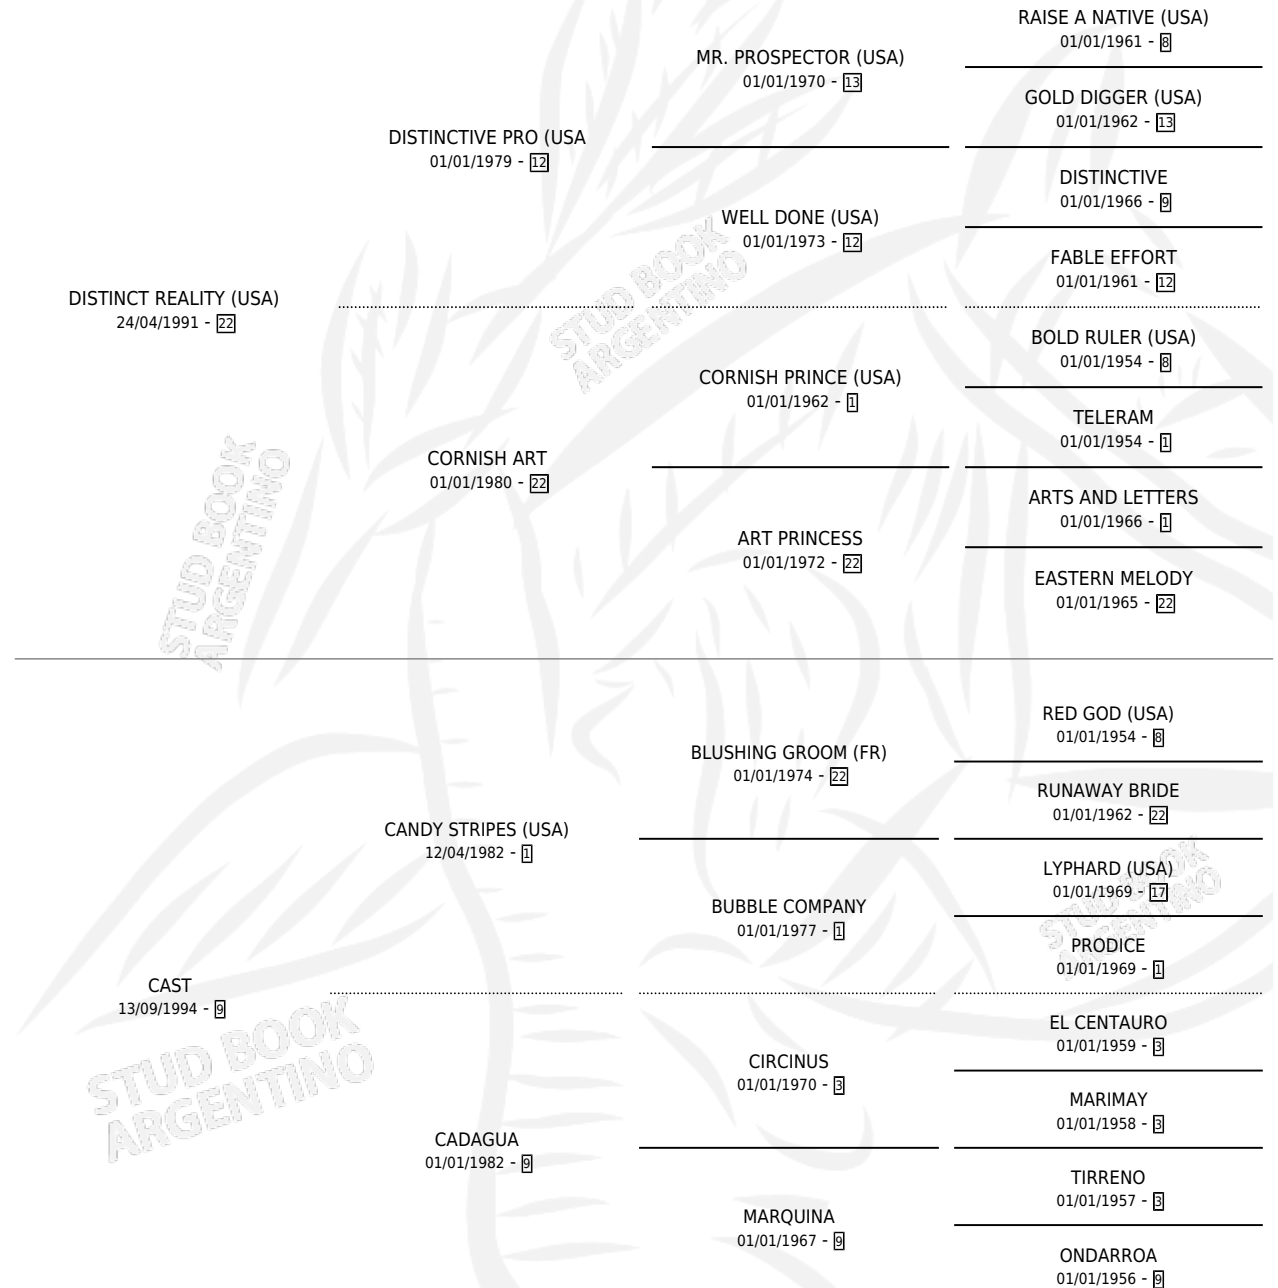 RAISE A NATIVE (USA)
01/01/1961 - 8
MR. PROSPECTOR (USA)
01/01/1970 - 13
GOLD DIGGER (USA)
01/01/1962 - 13
DISTINCTIVE PRO (USA
01/01/1979 - 12
DISTINCTIVE
01/01/1966 - 9
WELL DONE (USA)
01/01/1973 - 12
FABLE EFFORT
01/01/1961 - 12
DISTINCT REALITY (USA)
24/04/1991 - 22
BOLD RULER (USA)
01/01/1954 - 8
CORNISH PRINCE (USA)
01/01/1962 - 1
TELERAM
01/01/1954 - 1
CORNISH ART
01/01/1980 - 22
ARTS AND LETTERS
01/01/1966 - 1
ART PRINCESS
01/01/1972 - 22
EASTERN MELODY
01/01/1965 - 22
RED GOD (USA)
01/01/1954 - 8
BLUSHING GROOM (FR)
01/01/1974 - 22
RUNAWAY BRIDE
01/01/1962 - 22
CANDY STRIPES (USA)
12/04/1982 - 1
LYPHARD (USA)
01/01/1969 - 17
BUBBLE COMPANY
01/01/1977 - 1
PRODICE
01/01/1969 - 1
CAST
13/09/1994 - 9
EL CENTAURO
01/01/1959 - 3
CIRCINUS
01/01/1970 - 3
MARIMAY
01/01/1958 - 3
CADAGUA
01/01/1982 - 9
TIRRENO
01/01/1957 - 3
MARQUINA
01/01/1967 - 9
ONDARROA
01/01/1956 - 9
STUD BOOK
ARGENTINO
STUD BOOK
ARGENTINO
STUD BOOK
ARGENTINO
STUD BOOK
ARGENTINO